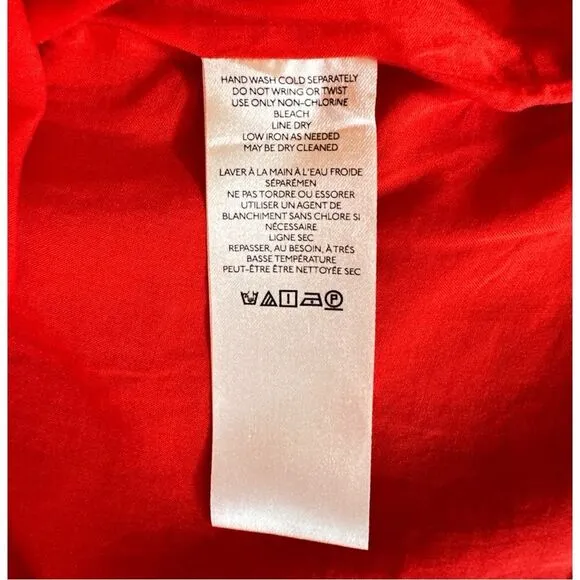 HAND WASH COLD SEPARATELY
DO NOT WRING OR TWIST
USE ONLY NON-CHLORINE
BLEACH
LINE DRY
LOW IRON AS NEEDED
MAY BE DRY CLEANED
LAVER À LA MAIN À L'EAU FROIDE
SÉPARÉMEN
NE PAS TORDRE OU ESSORER
UTILISER UN AGENT DE
BLANCHIMENT SANS CHLORE SI
NÉCESSAIRE
LIGNE SEC
REPASSER, AU BESOIN, À TRÉS
BASSE TEMPÉRATURE
PEUT-ÊTRE ÊTRE NETTOYÉE SEC
P